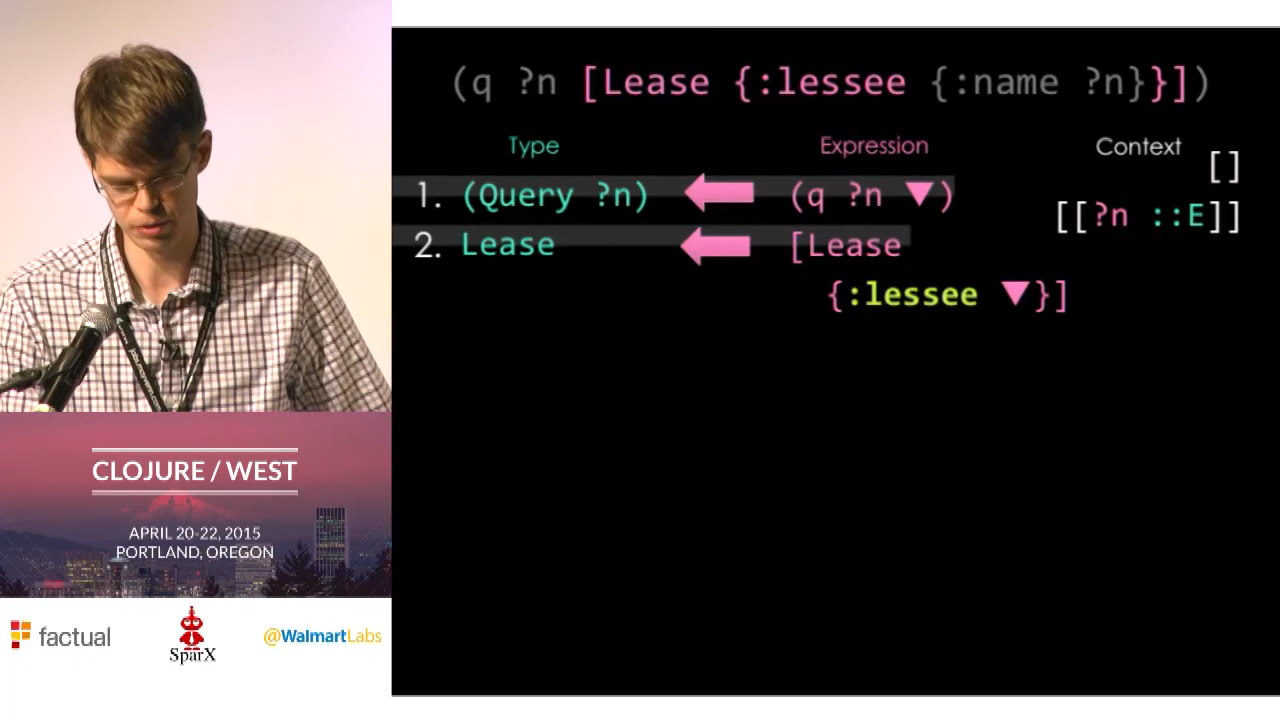 (q ?n [Lease {:lessee {:name ?n}}])
Type Expression Context
[]
1. (Query ?n) (q ?n ▼)
[[?n ::E]]
2. Lease [Lease
{:lessee ▼}]
CLOJURE / WEST
APRIL 20-22, 2015
PORTLAND, OREGON
factual
SparX
@WalmartLabs